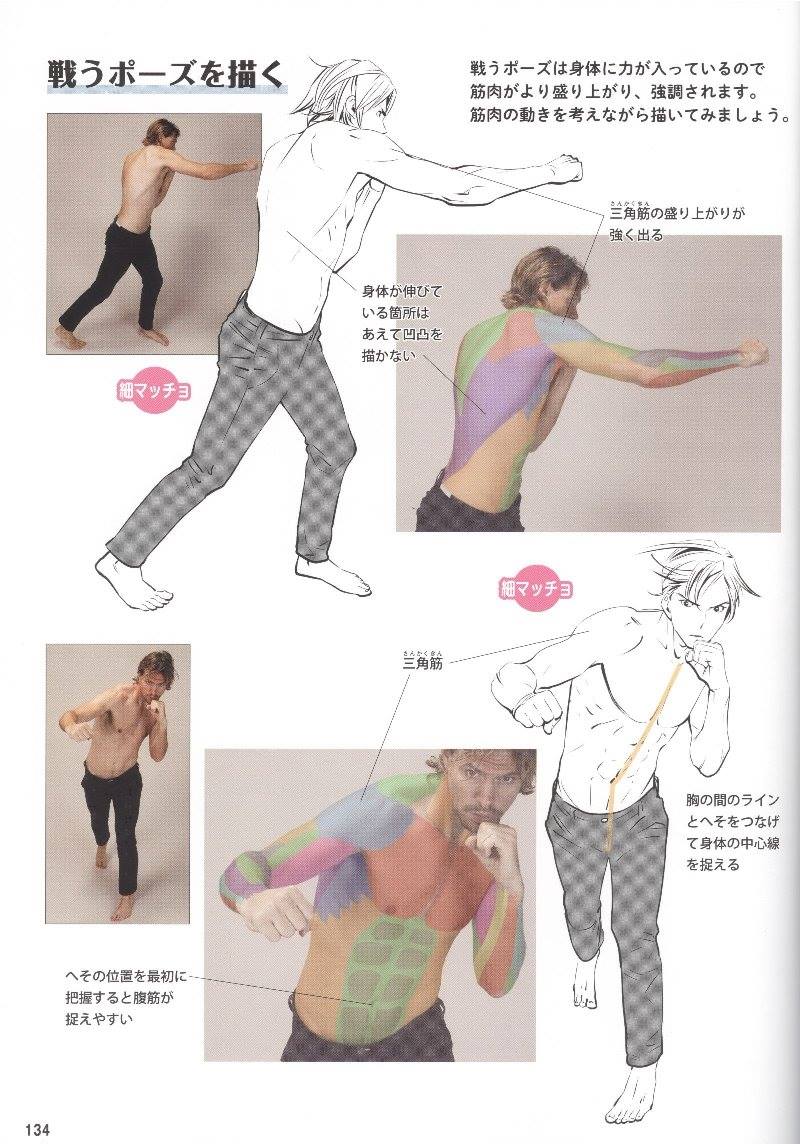 戦うポーズを描く
戦うポーズは身体に力が入っているので
筋肉がより盛り上がり、強調されます。
筋肉の動きを考えながら描いてみましょう。
さんかくきん
三角筋の盛り上がりが
強く出る
身体が伸びて
いる箇所は
あえて凹凸を
描かない
細マッチョ
細マッチョ
さんかくきん
三角筋
胸の間のライン
とへそをつなげ
て身体の中心線
を捉える
へその位置を最初に
把握すると腹筋が
捉えやすい
134